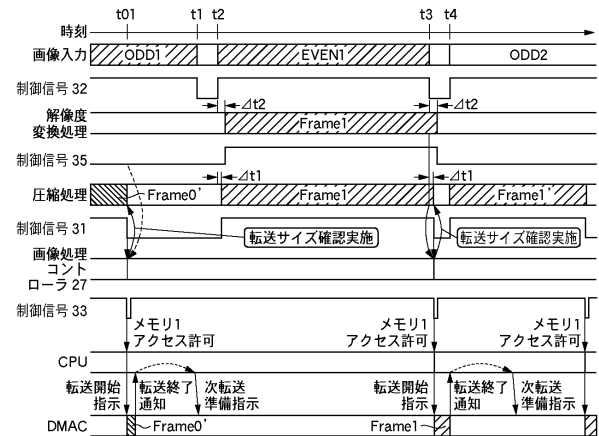 t01 t1 t2 t3 t4
時刻
画像入力 ODD1 EVEN1 ODD2
制御信号 32
⊿t2 ⊿t2
解像度
変換処理 Frame1
制御信号 35
⊿t1 ⊿t1
圧縮処理 Frame0' Frame1 Frame1'
制御信号 31
転送サイズ確認実施 転送サイズ確認実施
画像処理
コント
ローラ 27
制御信号 33
メモリ1 メモリ1 メモリ1
アクセス許可 アクセス許可 アクセス許可
CPU
転送開始 転送終了 次転送 転送開始 転送終了 次転送
指示 通知 準備指示 指示 通知 準備指示
DMAC Frame0' Frame1